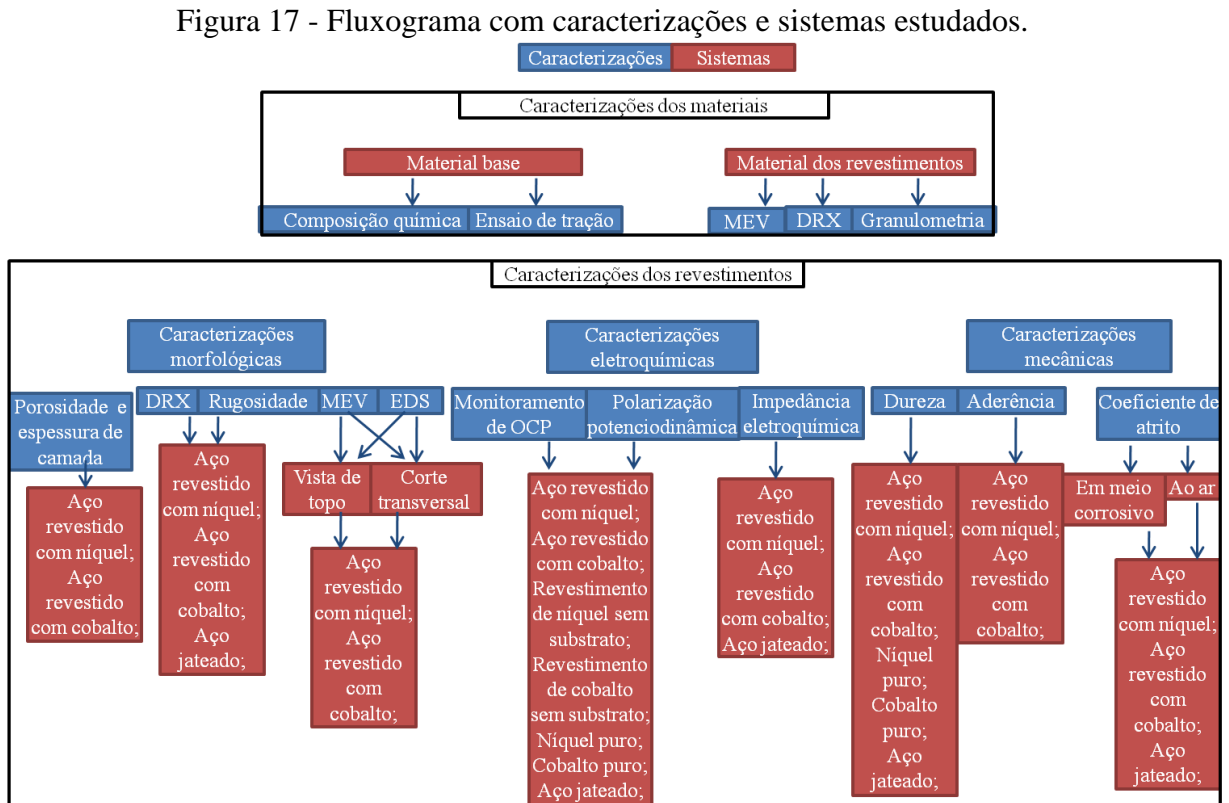 Figura 17 - Fluxograma com caracterizações e sistemas estudados.
Caracterizações Sistemas
Caracterizações dos materiais
Material base
Material dos revestimentos
Composição química Ensaio de tração
MEV DRX Granulometria
Caracterizações dos revestimentos
Caracterizações
morfológicas
Porosidade e
espessura de
camada
DRX Rugosidade MEV EDS
Aço
revestido
com níquel;
Aço
revestido
com cobalto;
Aço
revestido
com níquel;
Aço
revestido
com
cobalto;
Aço
jateado;
Vista de
topo
Corte
transversal
Aço
revestido
com níquel;
Aço
revestido
com
cobalto;
Caracterizações
eletroquímicas
Monitoramento
de OCP
Polarização
potenciodinâmica
Impedância
eletroquímica
Aço revestido
com níquel;
Aço revestido
com cobalto;
Revestimento
de níquel sem
substrato;
Revestimento
de cobalto
sem substrato;
Níquel puro;
Cobalto puro;
Aço jateado;
Aço
revestido
com níquel;
Aço
revestido
com cobalto;
Aço jateado;
Caracterizações
mecânicas
Dureza Aderência
Coeficiente de
atrito
Aço
revestido
com níquel;
Aço
revestido
com
cobalto;
Níquel
puro;
Cobalto
puro;
Aço
jateado;
Aço
revestido
com níquel;
Aço
revestido
com
cobalto;
Em meio
corrosivo
Ao ar
Aço
revestido
com níquel;
Aço
revestido
com
cobalto;
Aço
jateado;